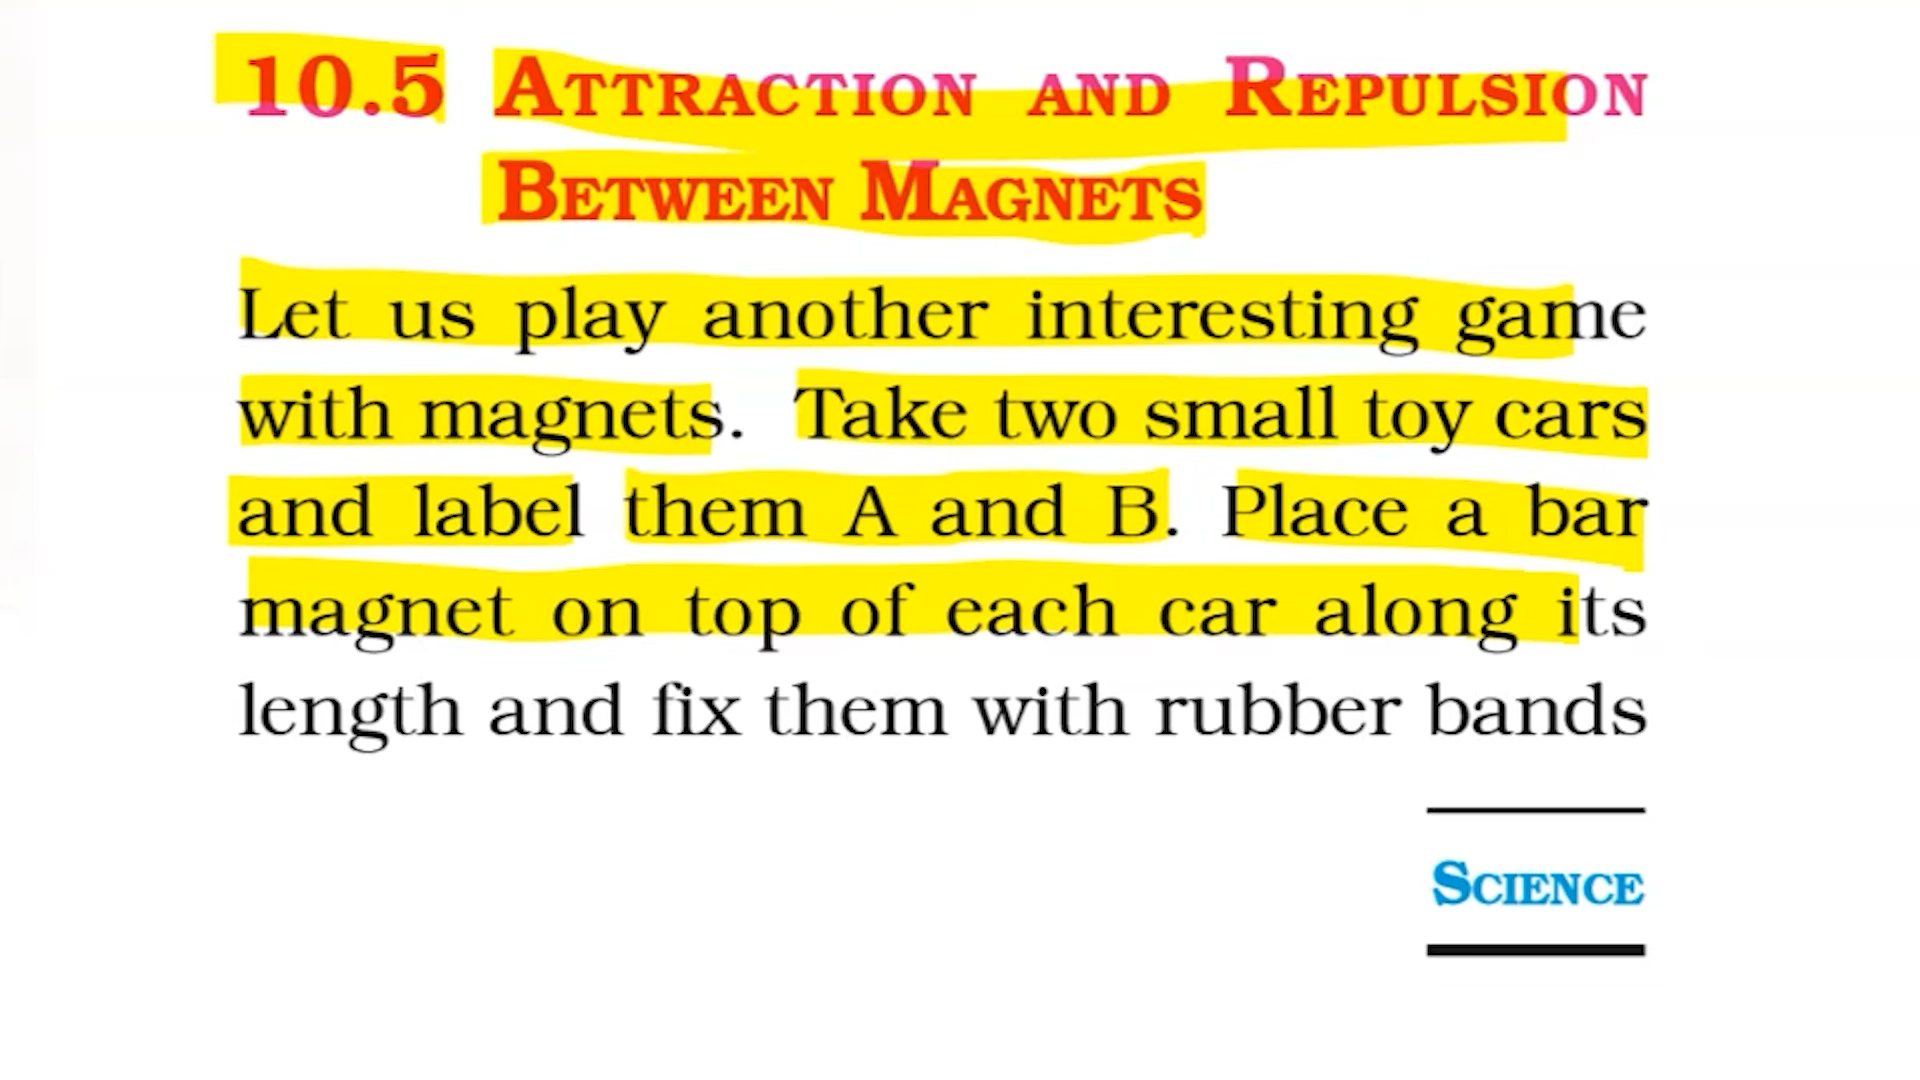 10.5 ATTRACTION AND REPULSION
BETWEEN MAGNETS
Let us play another interesting game
with magnets. Take two small toy cars
and label them A and B. Place a bar
magnet on top of each car along its
length and fix them with rubber bands
SCIENCE